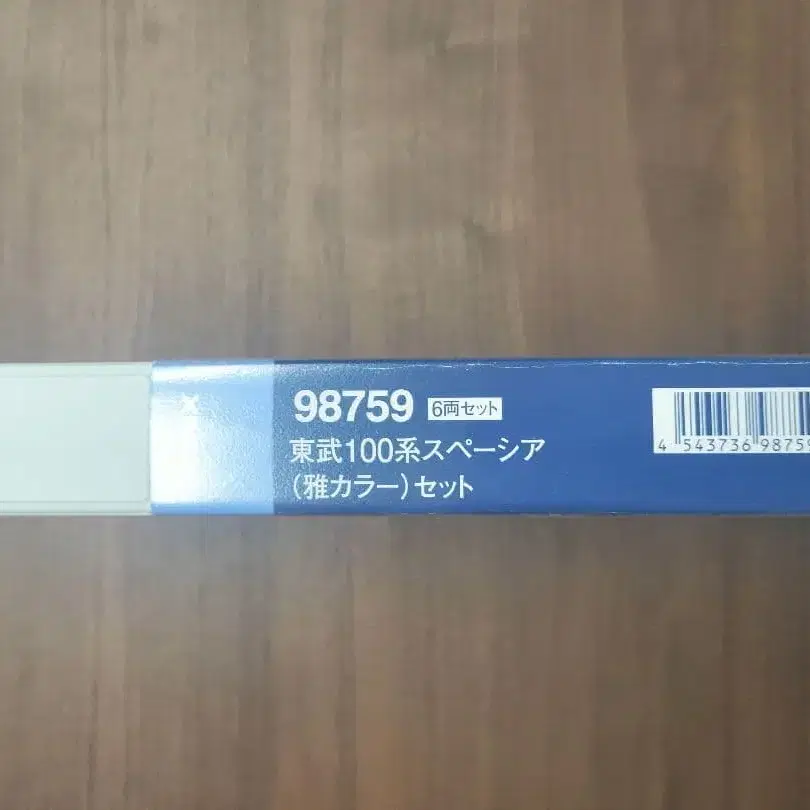 98759 6両セット
東武100系スペーシア
(雅カラー)セット
4 543736 98759